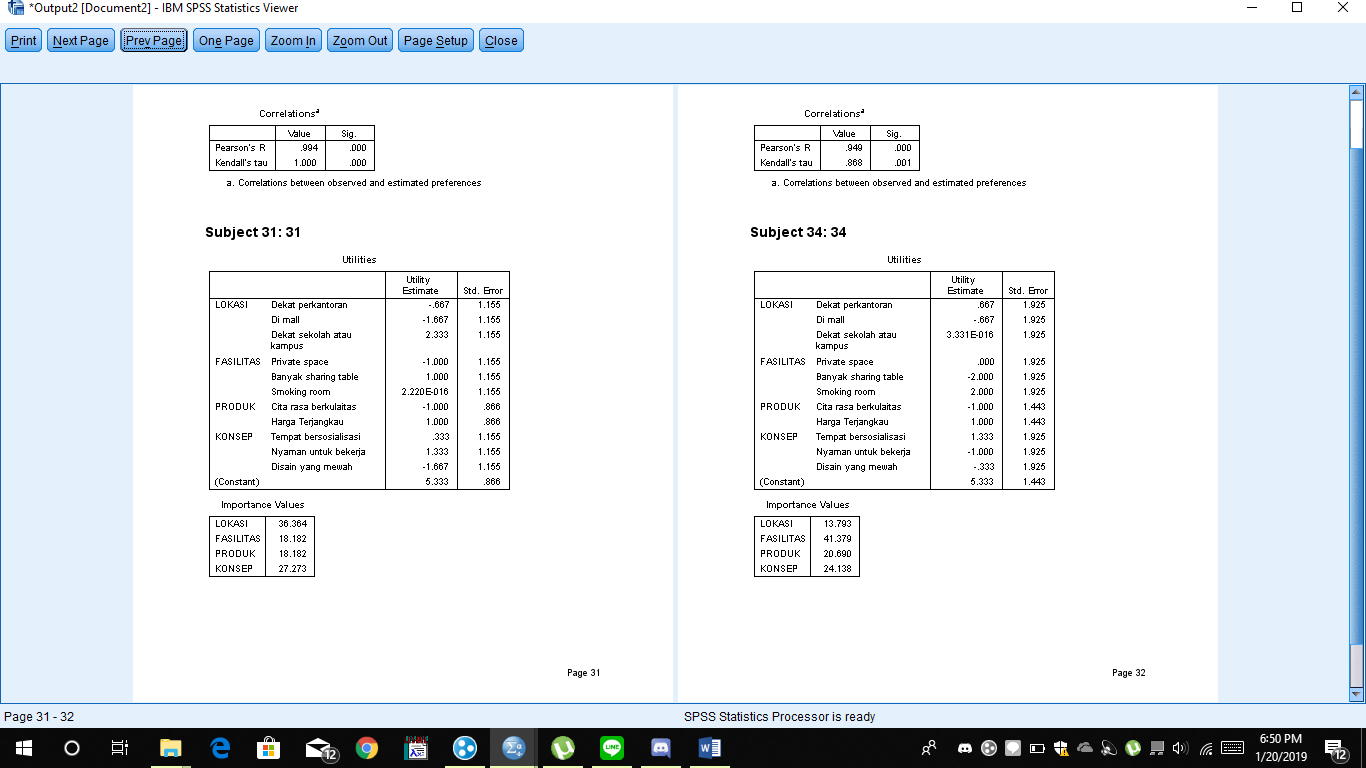 *Output2 [Document2] - IBM SPSS Statistics Viewer
Print Next Page Prev Page One Page Zoom In Zoom Out Page Setup Close
Correlationsa
Value Sig.
Pearson's R .994 .000
Kendall's tau 1.000 .000
a. Correlations between observed and estimated preferences
Subject 31: 31
Utilities
Utility
Estimate Std. Error
LOKASI Dekat perkantoran -.667 1.155
Di mall -1.667 1.155
Dekat sekolah atau 2.333 1.155
kampus
FASILITAS Private space -1.000 1.155
Banyak sharing table 1.000 1.155
Smoking room 2.220E-016 1.155
PRODUK Cita rasa berkulaitas -1.000 .866
Harga Terjangkau 1.000 .866
KONSEP Tempat bersosialisasi .333 1.155
Nyaman untuk bekerja 1.333 1.155
Disain yang mewah -1.667 1.155
(Constant) 5.333 .866
Importance Values
LOKASI 36.364
FASILITAS 18.182
PRODUK 18.182
KONSEP 27.273
Page 31
Correlationsa
Value Sig.
Pearson's R .949 .000
Kendall's tau .868 .001
a. Correlations between observed and estimated preferences
Subject 34: 34
Utilities
Utility
Estimate Std. Error
LOKASI Dekat perkantoran .667 1.925
Di mall -.667 1.925
Dekat sekolah atau 3.331E-016 1.925
kampus
FASILITAS Private space .000 1.925
Banyak sharing table -2.000 1.925
Smoking room 2.000 1.925
PRODUK Cita rasa berkulaitas -1.000 1.443
Harga Terjangkau 1.000 1.443
KONSEP Tempat bersosialisasi 1.333 1.925
Nyaman untuk bekerja -1.000 1.925
Disain yang mewah -.333 1.925
(Constant) 5.333 1.443
Importance Values
LOKASI 13.793
FASILITAS 41.379
PRODUK 20.690
KONSEP 24.138
Page 32
Page 31 - 32 SPSS Statistics Processor is ready
12
LINE
6:50 PM
1/20/2019
12